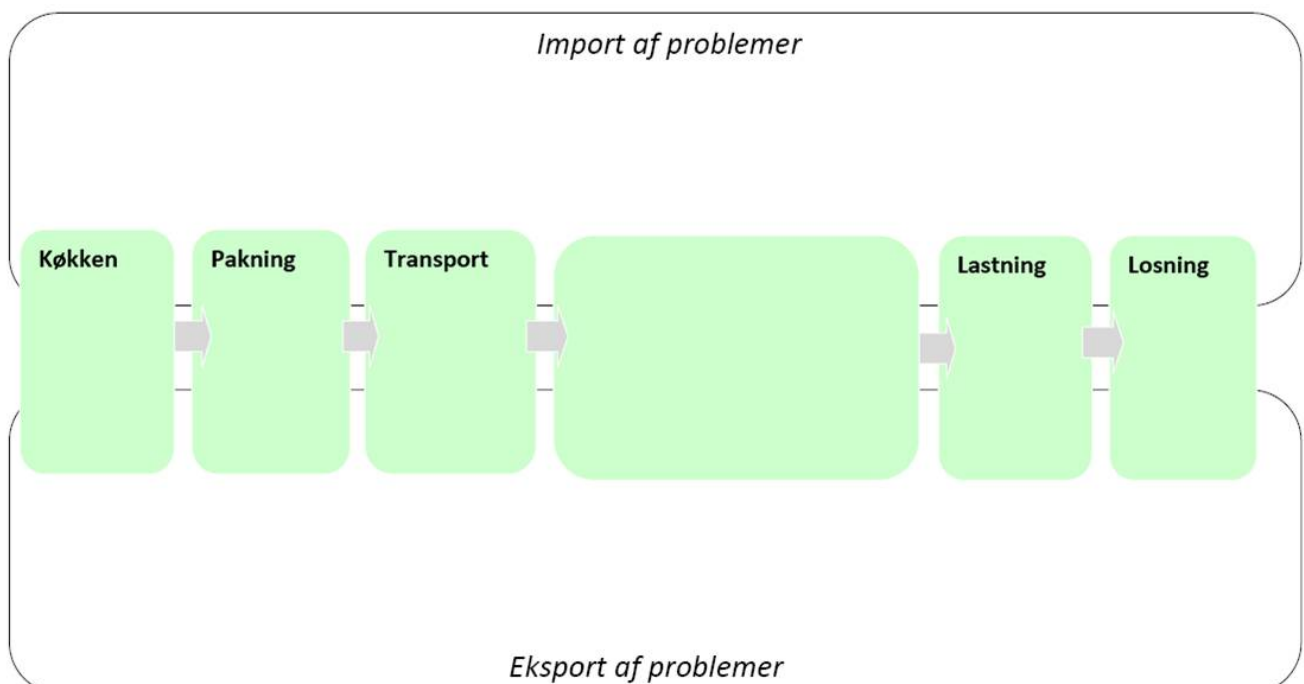 Import af problemer
Køkken
Pakning
Transport
Lastning
Losning
Eksport af problemer